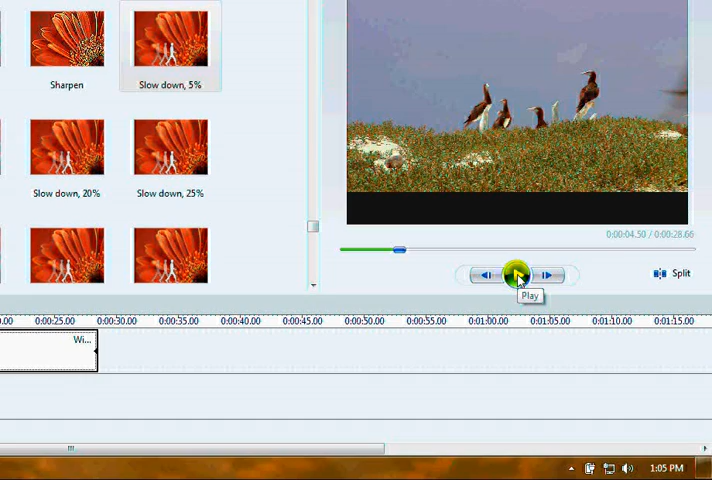 Sharpen
Slow down, 5%
Slow down, 20%
Slow down, 25%
0:00:04.50 / 0:00:28.66
Split
Play
0:00:25.00 0:00:30.00 0:00:35.00 0:00:40.00 0:00:45.00 0:00:50.00 0:00:55.00 0:01:00.00 0:01:05.00 0:01:10.00 0:01:15.00
Wi...
1:05 PM